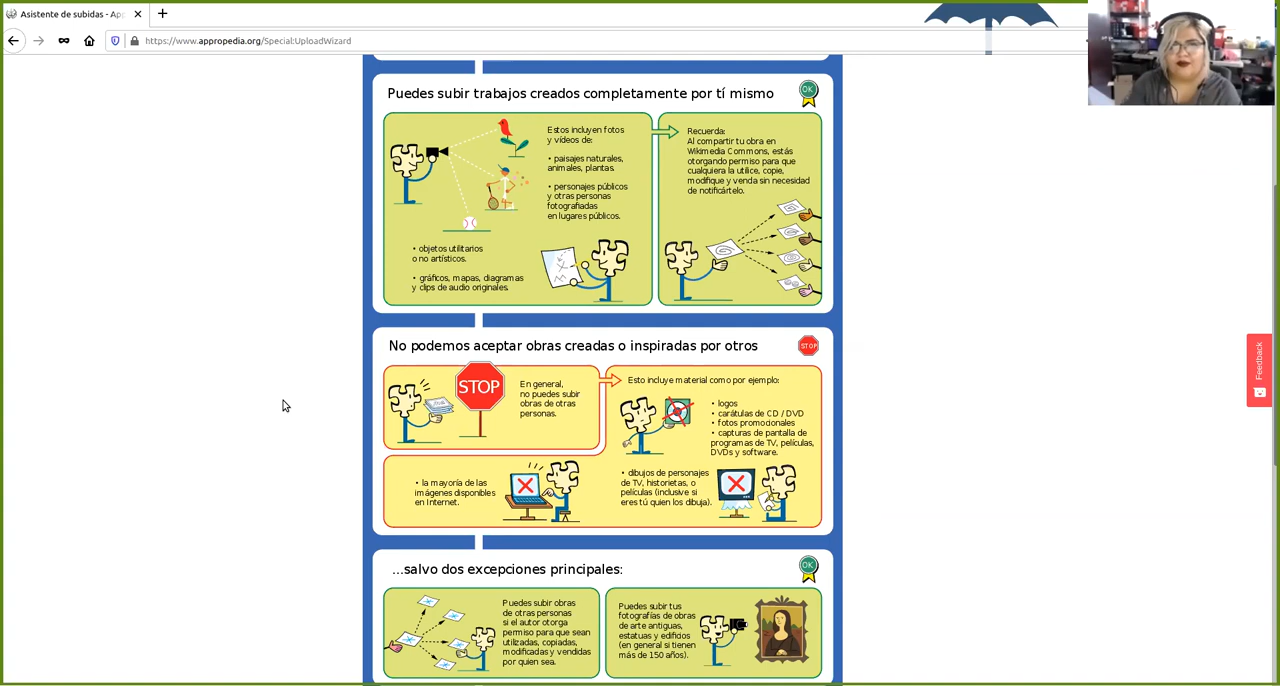 Asistente de subidas - App
https://www.appropedia.org/Special:UploadWizard
Puedes subir trabajos creados completamente por tí mismo
OK
Estos incluyen fotos
y vídeos de:
• paisajes naturales,
animales, plantas.
• personajes públicos
y otras personas
fotografiadas
en lugares públicos.
• objetos utilitarios
o no artísticos.
• gráficos, mapas, diagramas
y clips de audio originales.
Recuerda:
Al compartir tu obra en
Wikimedia Commons, estás
otorgando permiso para que
cualquiera la utilice, copie,
modifique y venda sin necesidad
de notificártelo.
No podemos aceptar obras creadas o inspiradas por otros
STOP
STOP
En general,
no puedes subir
obras de otras
personas.
Esto incluye material como por ejemplo:
• logos
• carátulas de CD / DVD
• fotos promocionales
• capturas de pantalla de
programas de TV, películas,
DVDs y software.
• la mayoría de las
imágenes disponibles
en Internet.
• dibujos de personajes
de TV, historietas, o
películas (inclusive si
eres tú quien los dibuja).
Feedback
...salvo dos excepciones principales:
OK
Puedes subir obras
de otras personas
si el autor otorga
permiso para que sean
utilizadas, copiadas,
modificadas y vendidas
por quien sea.
Puedes subir tus
fotografías de obras
de arte antiguas,
estatuas y edificios
(en general si tienen
más de 150 años).